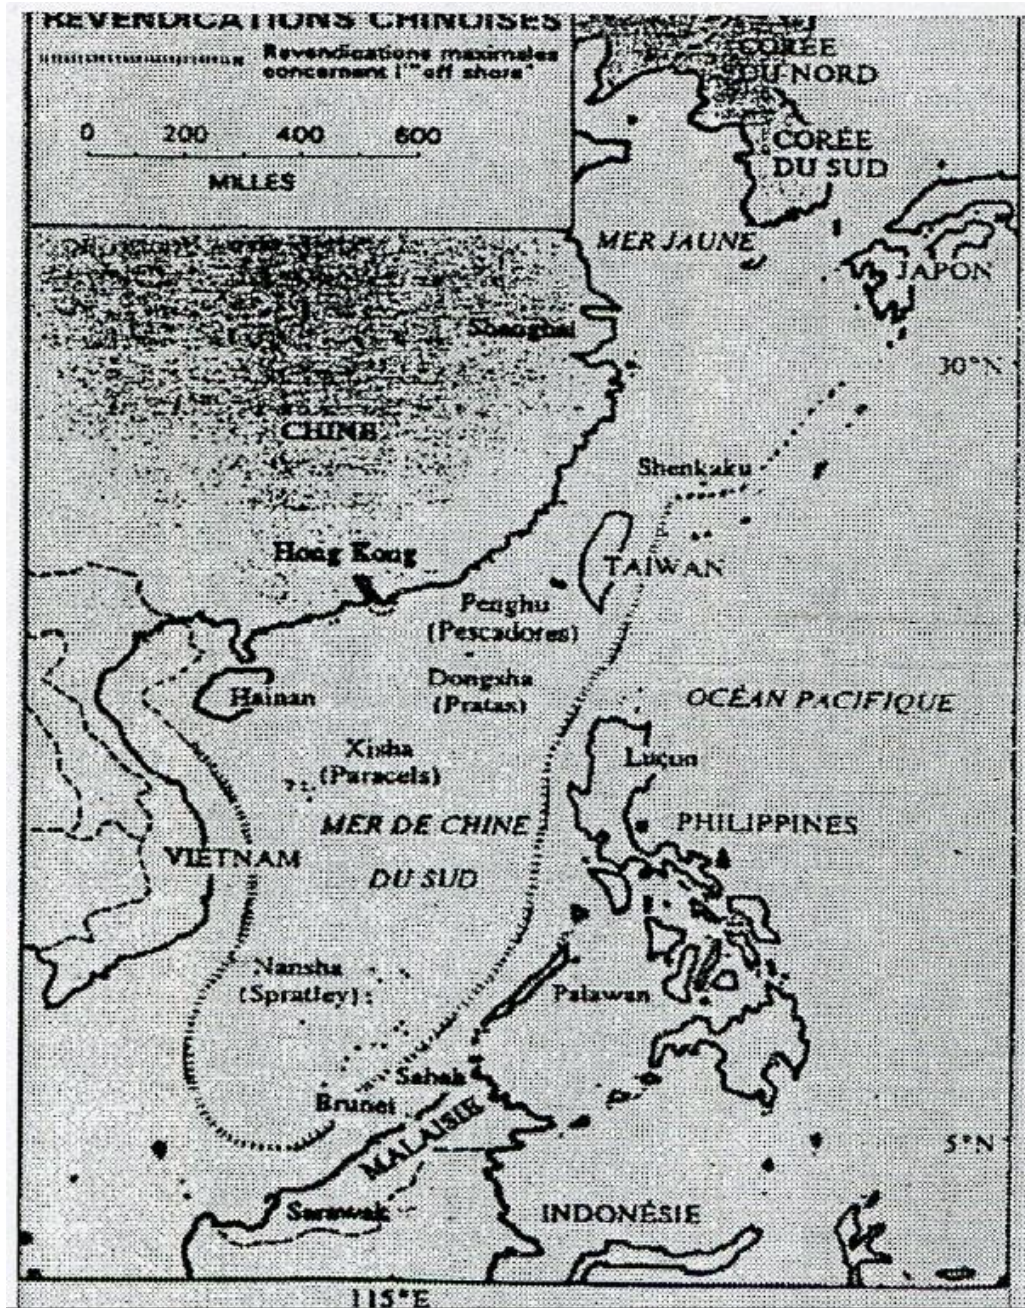 REVENDICATIONS CHINOISES
Revendications maximales
concernant l'"off shore"
0 200 400 600
MILLES
CORÉE
DU NORD
CORÉE
DU SUD
MER JAUNE
JAPON
Shanghai
30°N
CHINE
Shenkaku
Hong Kong
TAIWAN
Penghu
(Pescadores)
Dongsha
(Pratas)
Hainan
OCÉAN PACIFIQUE
Xisha
(Paracels)
Luçon
MER DE CHINE
DU SUD
PHILIPPINES
VIETNAM
Nansha
(Spratley)
Palawan
Sabah
Brunei
MALAISIE
5°N
Sarawak
INDONÉSIE
115°E